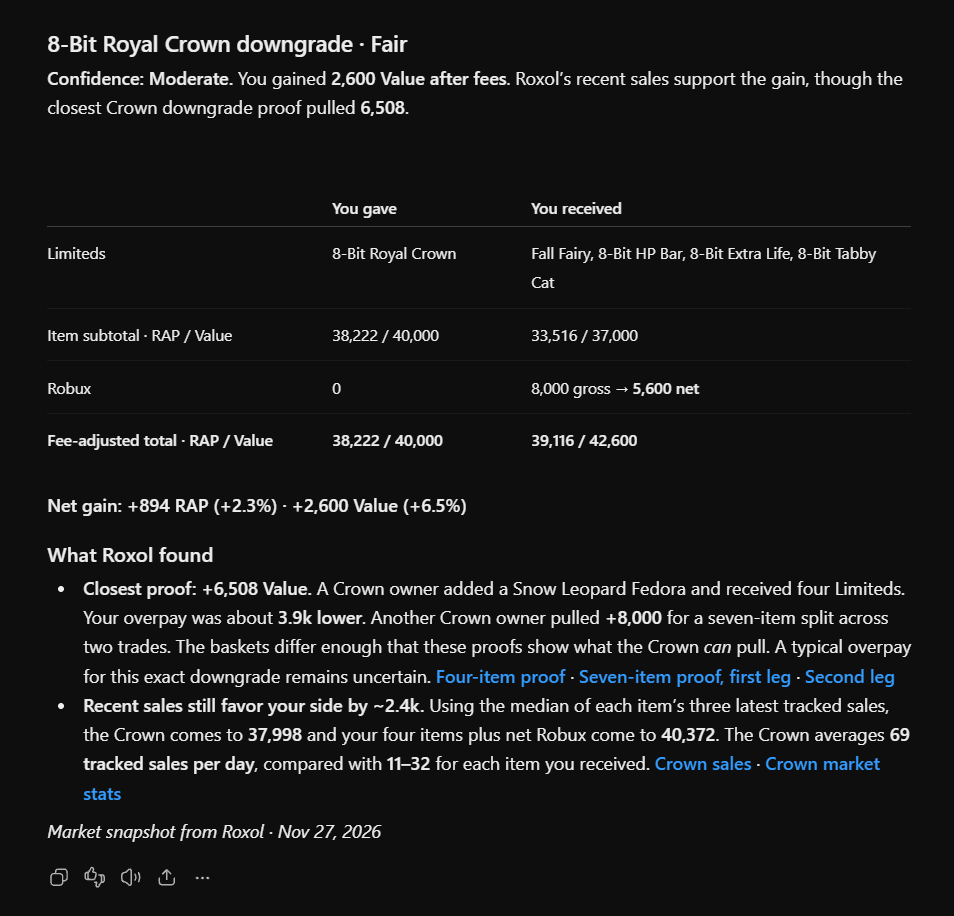 8-Bit Royal Crown downgrade · Fair
Confidence: Moderate. You gained 2,600 Value after fees. Roxol’s recent sales support the gain, though the
closest Crown downgrade proof pulled 6,508.
You gave
You received
Limiteds
8-Bit Royal Crown
Fall Fairy, 8-Bit HP Bar, 8-Bit Extra Life, 8-Bit Tabby
Cat
Item subtotal · RAP / Value
38,222 / 40,000
33,516 / 37,000
Robux
0
8,000 gross → 5,600 net
Fee-adjusted total · RAP / Value
38,222 / 40,000
39,116 / 42,600
Net gain: +894 RAP (+2.3%) · +2,600 Value (+6.5%)
What Roxol found
• Closest proof: +6,508 Value. A Crown owner added a Snow Leopard Fedora and received four Limiteds.
Your overpay was about 3.9k lower. Another Crown owner pulled +8,000 for a seven-item split across
two trades. The baskets differ enough that these proofs show what the Crown can pull. A typical overpay
for this exact downgrade remains uncertain. Four-item proof · Seven-item proof, first leg · Second leg
• Recent sales still favor your side by ~2.4k. Using the median of each item’s three latest tracked sales,
the Crown comes to 37,998 and your four items plus net Robux come to 40,372. The Crown averages 69
tracked sales per day, compared with 11–32 for each item you received. Crown sales · Crown market
stats
Market snapshot from Roxol · Nov 27, 2026